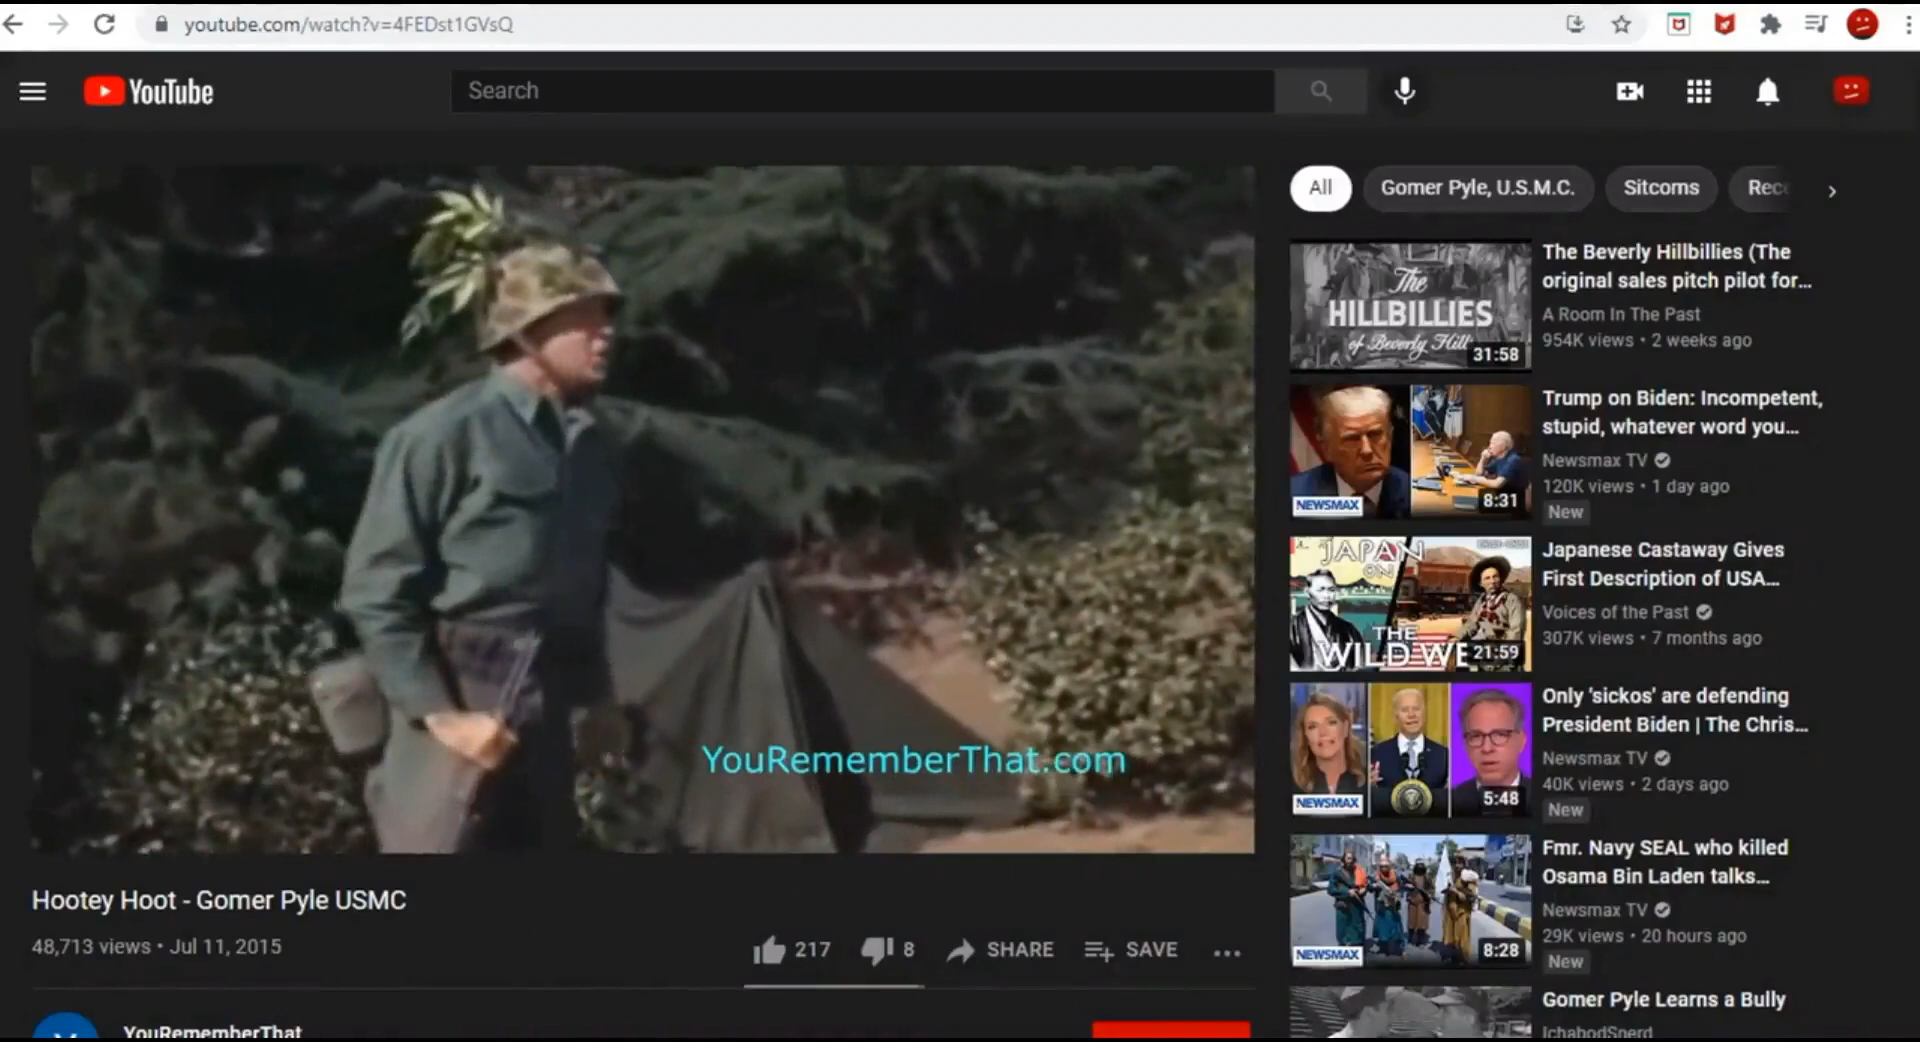 youtube.com/watch?v=4FEDst1GVsQ
YouTube
Search
YouRememberThat.com
Hootey Hoot - Gomer Pyle USMC
48,713 views • Jul 11, 2015
217
8
SHARE
SAVE
YouRememberThat
All
Gomer Pyle, U.S.M.C.
Sitcoms
The
HILLBILLIES
of Beverly Hill
31:58
The Beverly Hillbillies (The
original sales pitch pilot for...
A Room In The Past
954K views • 2 weeks ago
NEWSMAX
8:31
Trump on Biden: Incompetent,
stupid, whatever word you...
Newsmax TV
120K views • 1 day ago
New
JAPAN
ON
THE
WILD WE
21:59
Japanese Castaway Gives
First Description of USA...
Voices of the Past
307K views • 7 months ago
NEWSMAX
5:48
Only 'sickos' are defending
President Biden | The Chris...
Newsmax TV
40K views • 2 days ago
New
NEWSMAX
8:28
Fmr. Navy SEAL who killed
Osama Bin Laden talks...
Newsmax TV
29K views • 20 hours ago
New
Gomer Pyle Learns a Bully
IchabodSnerd